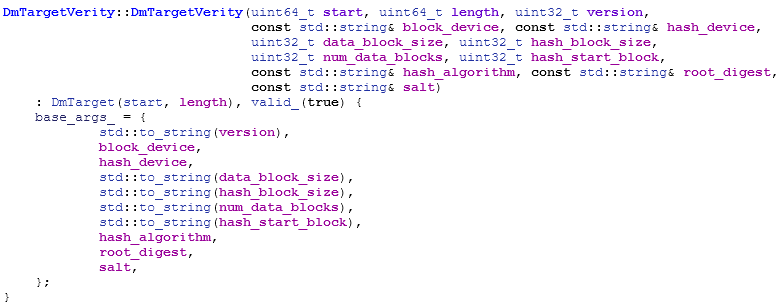 DmTargetVerity::DmTargetVerity(uint64_t start, uint64_t length, uint32_t version,
                               const std::string& block_device, const std::string& hash_device,
                               uint32_t data_block_size, uint32_t hash_block_size,
                               uint32_t num_data_blocks, uint32_t hash_start_block,
                               const std::string& hash_algorithm, const std::string& root_digest,
                               const std::string& salt)
    : DmTarget(start, length), valid_(true) {
    base_args_ = {
            std::to_string(version),
            block_device,
            hash_device,
            std::to_string(data_block_size),
            std::to_string(hash_block_size),
            std::to_string(num_data_blocks),
            std::to_string(hash_start_block),
            hash_algorithm,
            root_digest,
            salt,
    };
}